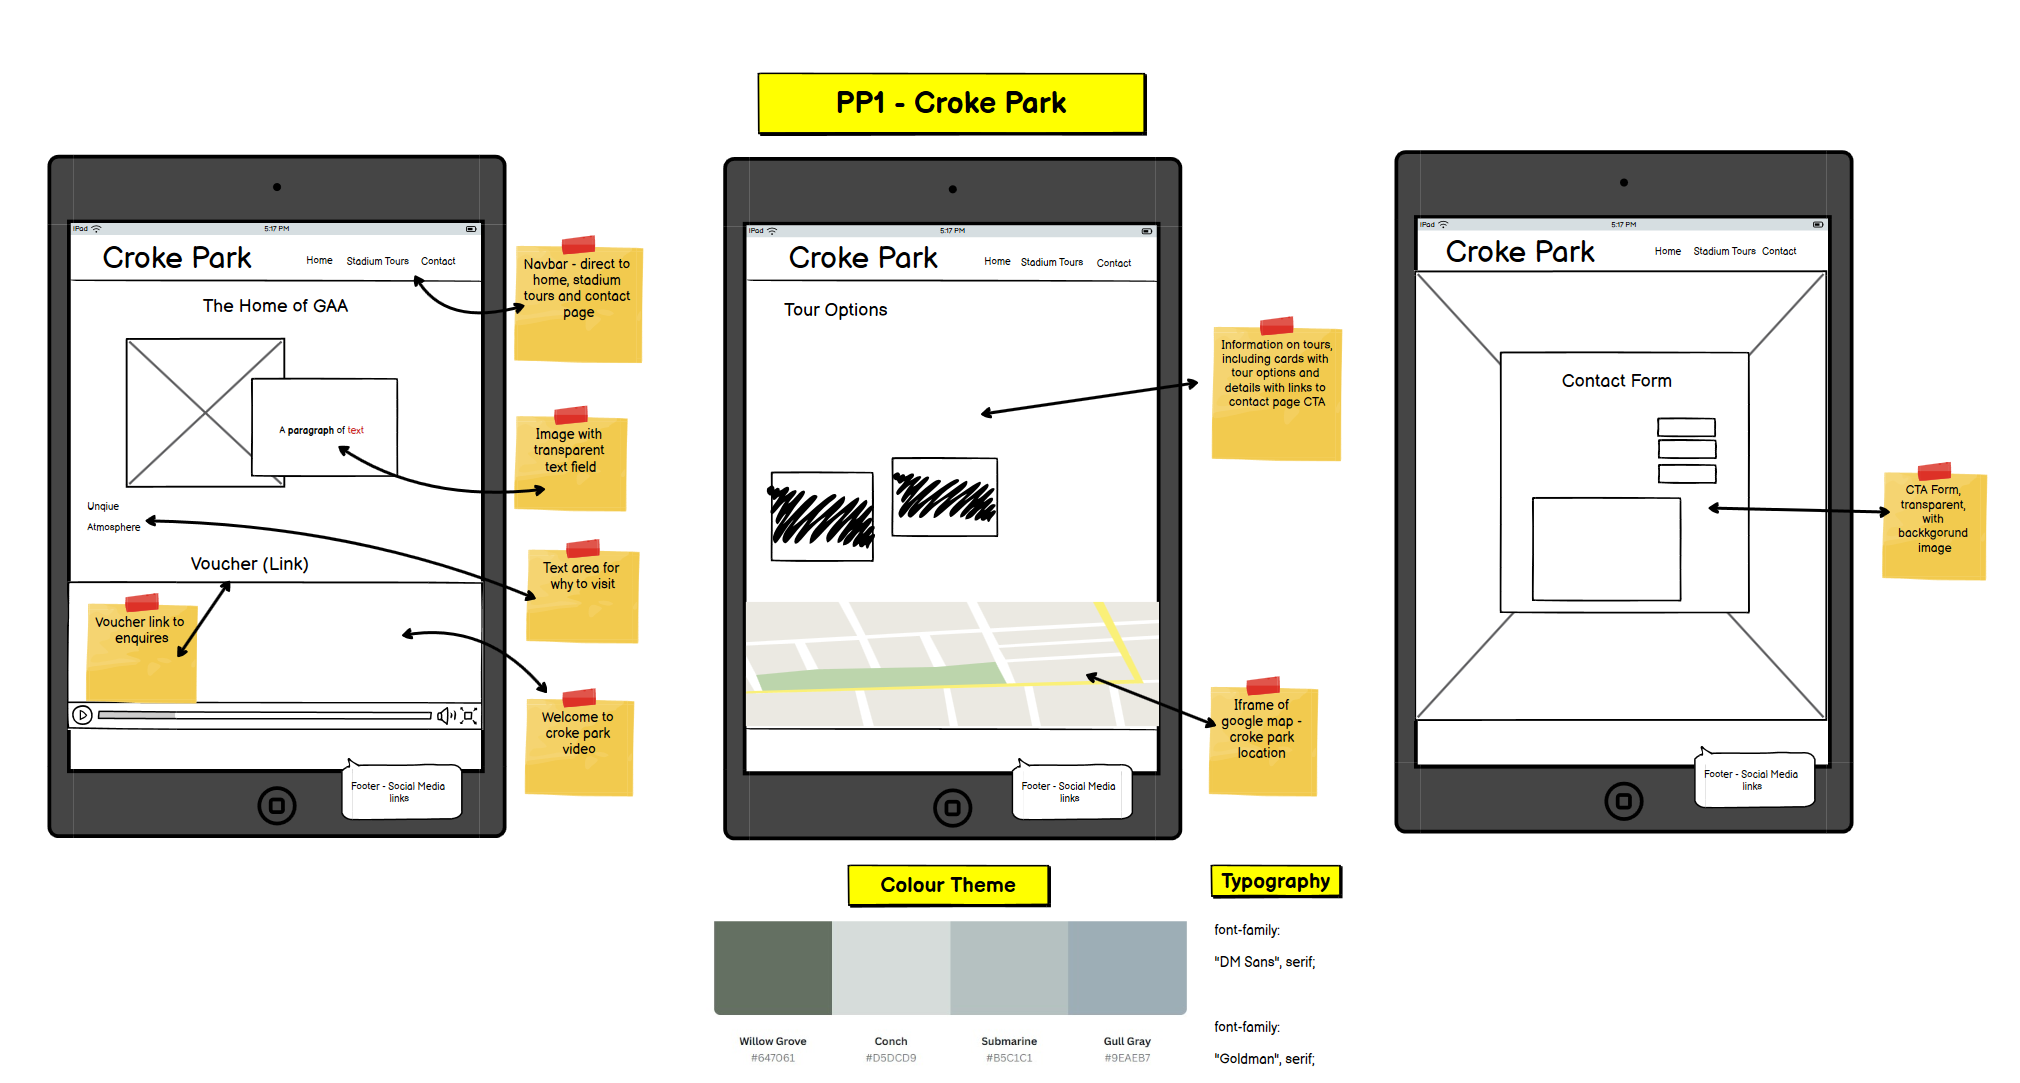 PP1 - Croke Park
iPad
5:17 PM
Croke Park
Home
Stadium Tours
Contact
The Home of GAA
A paragraph of text
Unqiue
Atmosphere
Voucher (Link)
Voucher link to
enquires
Footer - Social Media
links
Navbar - direct to
home, stadium
tours and contact
page
Image with
transparent
text field
Text area for
why to visit
Welcome to
croke park
video
iPad
5:17 PM
Croke Park
Home
Stadium Tours
Contact
Tour Options
Footer - Social Media
links
Information on tours,
including cards with
tour options and
details with links to
contact page CTA
Iframe of
google map -
croke park
location
iPad
5:17 PM
Croke Park
Home
Stadium Tours
Contact
Contact Form
Footer - Social Media
links
CTA Form,
transparent,
with
backkgorund
image
Colour Theme
Willow Grove
#647061
Conch
#D5DCD9
Submarine
#B5C1C1
Gull Gray
#9EAEB7
Typography
font-family:
"DM Sans", serif;
font-family:
"Goldman", serif;